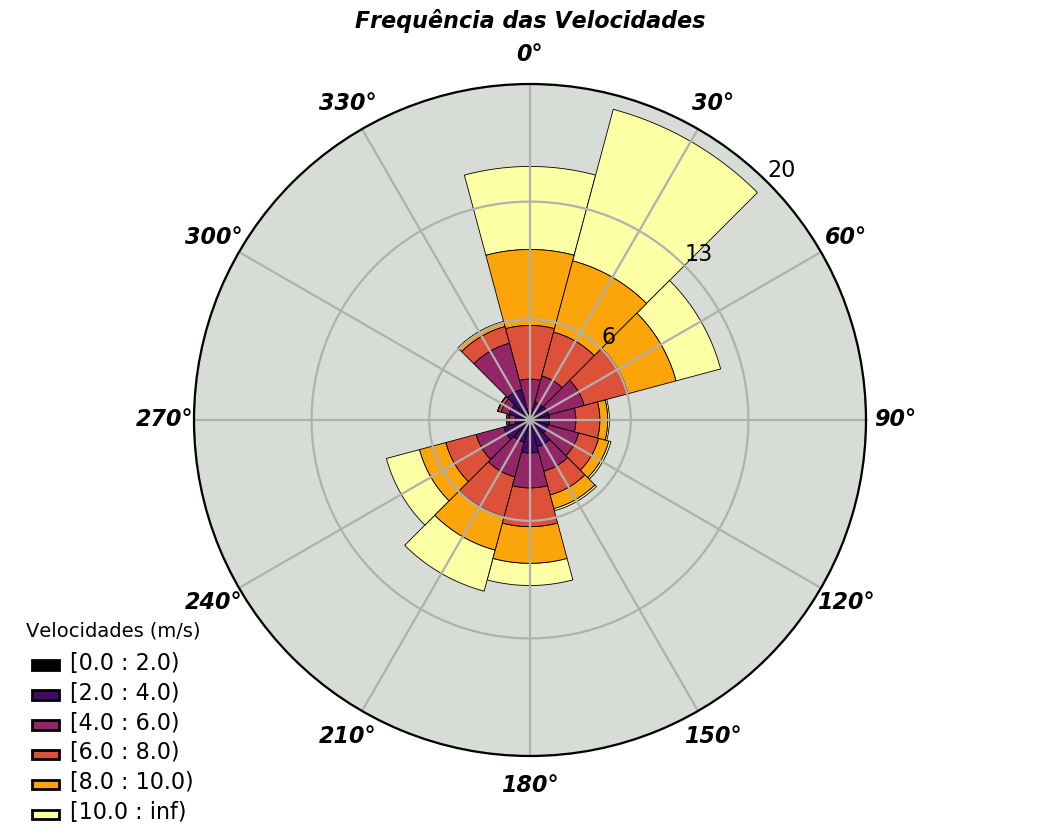 Frequência das Velocidades
0°
330°
30°
20
300°
60°
13
6
270°
90°
240°
120°
210°
150°
180°
Velocidades (m/s)
[0.0 : 2.0)
[2.0 : 4.0)
[4.0 : 6.0)
[6.0 : 8.0)
[8.0 : 10.0)
[10.0 : inf)